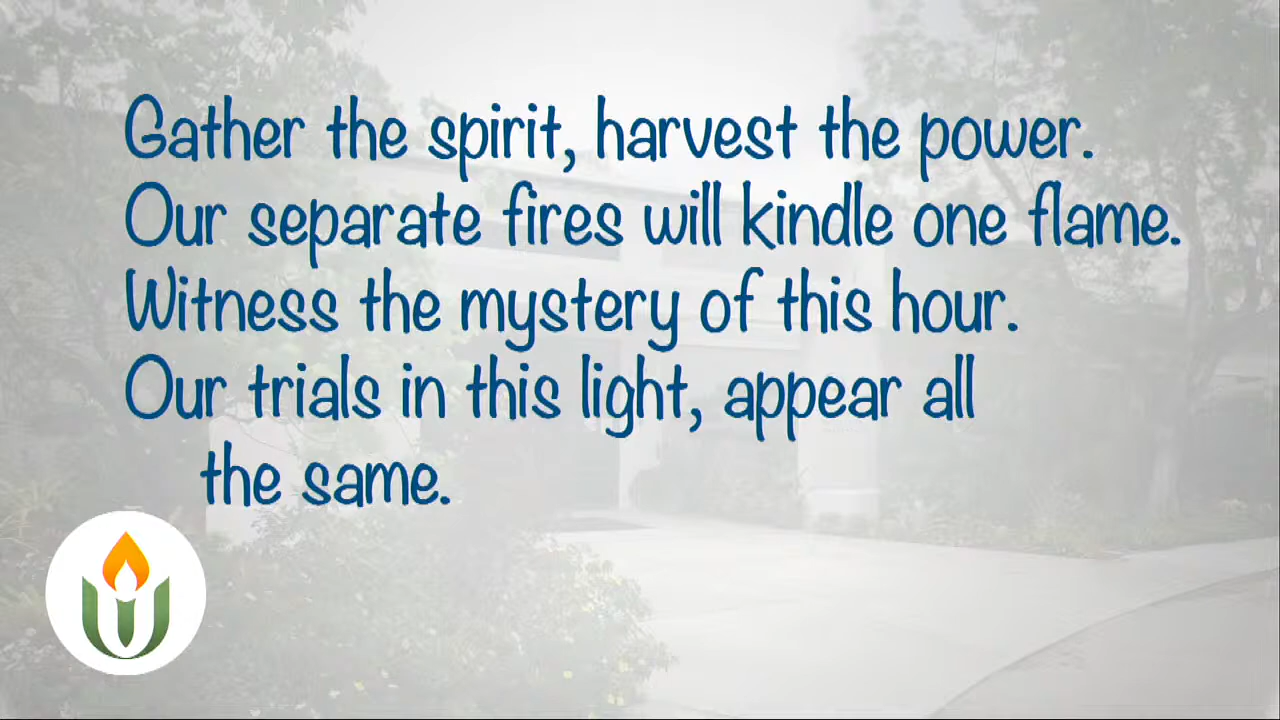 Gather the spirit, harvest the power.
Our separate fires will kindle one flame.
Witness the mystery of this hour.
Our trials in this light, appear all
the same.